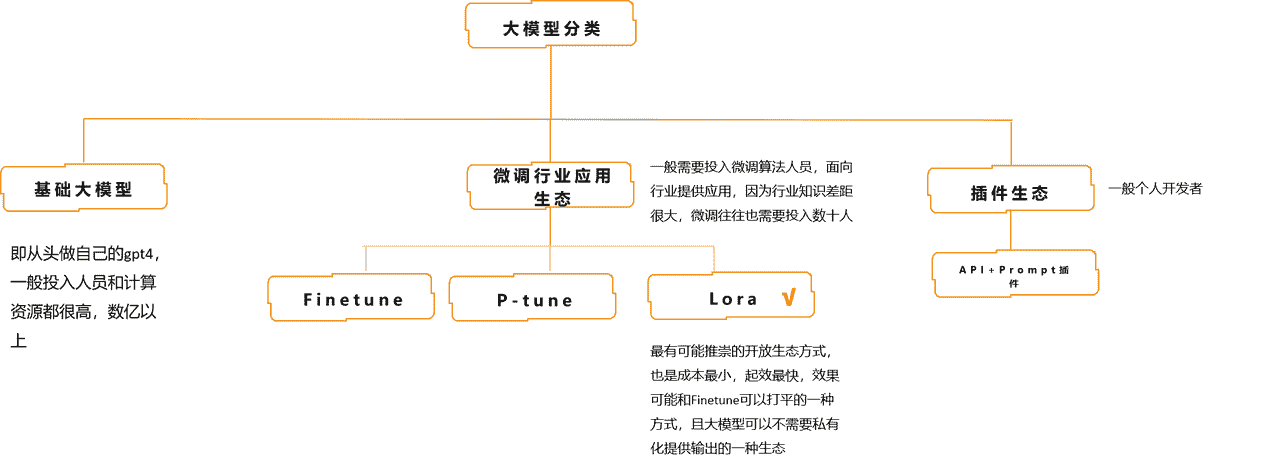 大模型分类
基础大模型
微调行业应用
生态
一般需要投入微调算法人员，面向
行业提供应用，因为行业知识差距
很大，微调往往也需要投入数十人
插件生态
一般个人开发者
即从头做自己的gpt4，
一般投入人员和计算
资源都很高，数亿以
上
Finetune
P-tune
Lora √
API+Prompt插
件
最有可能推崇的开放生态方式，
也是成本最小，起效最快，效果
可能和Finetune可以打平的一种
方式，且大模型可以不需要私有
化提供输出的一种生态